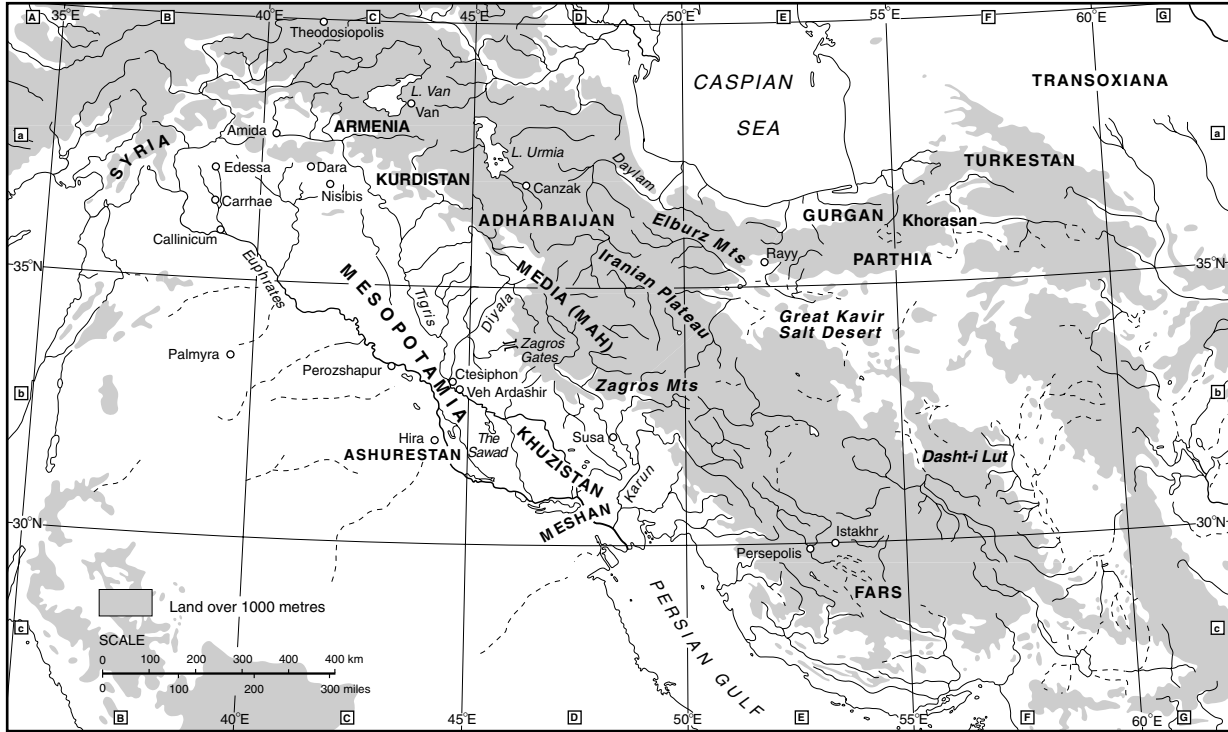 A 35°E B 40°E C 45°E D 50°E E 55°E F 60°E G
Theodosiopolis
CASPIAN
SEA
TRANSOXIANA
L. Van
Van
Amida
ARMENIA
a
a
SYRIA
L. Urmia
Daylam
TURKESTAN
Edessa
Dara
KURDISTAN
Nisibis
Canzak
Carrhae
ADHARBAIJAN
Elburz Mts
GURGAN
Khorasan
Callinicum
Rayy
PARTHIA
35°N
35°N
Euphrates
MESOPOTAMIA
Tigris
Diyala
MEDIA (MAH)
Iranian Plateau
Great Kavir
Salt Desert
Palmyra
Zagros
Gates
Perozshapur
Ctesiphon
Veh Ardashir
Zagros Mts
b
b
Hira
The
Sawad
ASHURESTAN
KHUZISTAN
Susa
Karun
Dasht-i Lut
MESHAN
30°N
30°N
Istakhr
Persepolis
FARS
PERSIAN GULF
Land over 1000 metres
c
c
SCALE
0 100 200 300 400 km
0 100 200 300 miles
B 40°E C 45°E D 50°E E 55°E F 60°E G